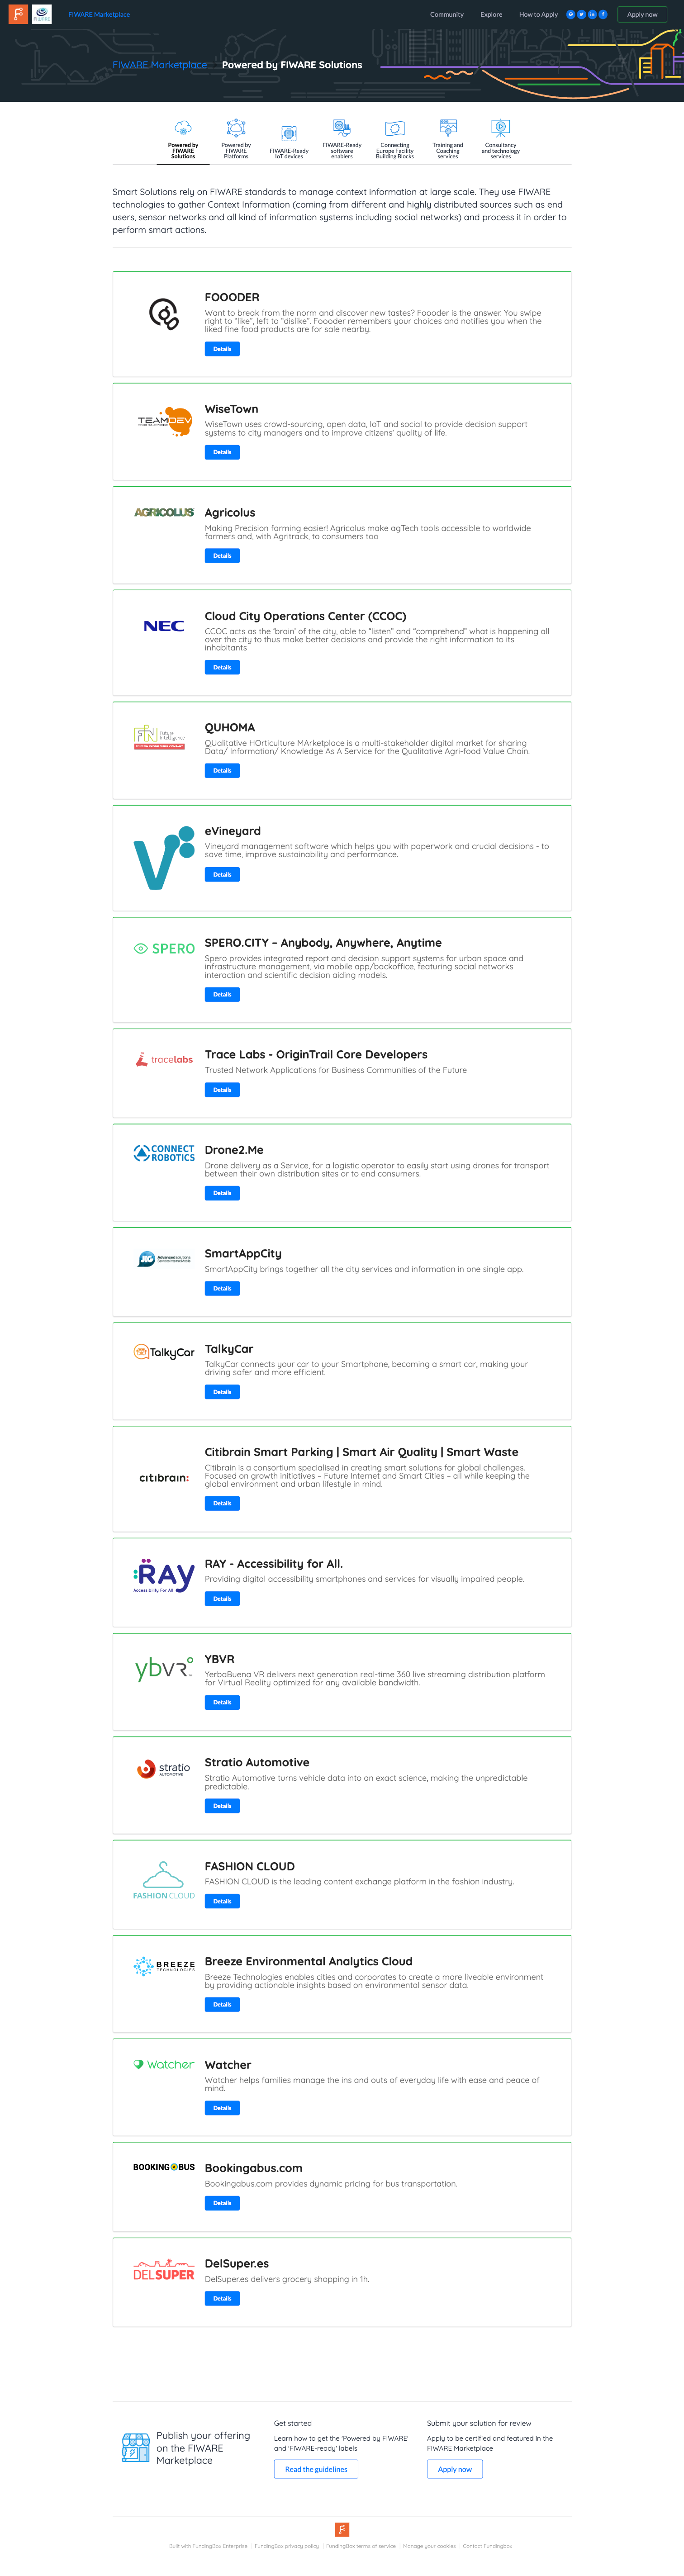 FIWARE Marketplace
Community
Explore
How to Apply
Apply now
FIWARE Marketplace
Powered by FIWARE Solutions
Powered by
FIWARE
Solutions
Powered by
FIWARE
Platforms
FIWARE-Ready
IoT devices
FIWARE-Ready
software
enablers
Connecting
Europe Facility
Building Blocks
Training and
Coaching
services
Consultancy
and technology
services
Smart Solutions rely on FIWARE standards to manage context information at large scale. They use FIWARE
technologies to gather Context Information (coming from different and highly distributed sources such as end
users, sensor networks and all kind of information systems including social networks) and process it in order to
perform smart actions.
FOOODER
Want to break from the norm and discover new tastes? Foooder is the answer. You swipe
right to "like", left to "dislike". Foooder remembers your choices and notifies you when the
liked fine food products are for sale nearby.
Details
TEAMDEV
WiseTown
WiseTown uses crowd-sourcing, open data, IoT and social to provide decision support
systems to city managers and to improve citizens' quality of life.
Details
AGRICOLUS
Agricolus
Making Precision farming easier! Agricolus make agTech tools accessible to worldwide
farmers and, with Agritrack, to consumers too
Details
NEC
Cloud City Operations Center (CCOC)
CCOC acts as the 'brain' of the city, able to "listen" and "comprehend" what is happening all
over the city to thus make better decisions and provide the right information to its
inhabitants
Details
future
intelligence
QUHOMA
QUalitative HOrticulture MArketplace is a multi-stakeholder digital market for sharing
Data/ Information/ Knowledge As A Service for the Qualitative Agri-food Value Chain.
Details
eVineyard
Vineyard management software which helps you with paperwork and crucial decisions - to
save time, improve sustainability and performance.
Details
SPERO
SPERO.CITY – Anybody, Anywhere, Anytime
Spero provides integrated report and decision support systems for urban space and
infrastructure management, via mobile app/backoffice, featuring social networks
interaction and scientific decision aiding models.
Details
tracelabs
Trace Labs - OriginTrail Core Developers
Trusted Network Applications for Business Communities of the Future
Details
CONNECT
ROBOTICS
Drone2.Me
Drone delivery as a Service, for a logistic operator to easily start using drones for transport
between their own distribution sites or to end consumers.
Details
SmartAppCity
SmartAppCity brings together all the city services and information in one single app.
Details
TalkyCar
TalkyCar
TalkyCar connects your car to your Smartphone, becoming a smart car, making your
driving safer and more efficient.
Details
citibrain:
Citibrain Smart Parking | Smart Air Quality | Smart Waste
Citibrain is a consortium specialised in creating smart solutions for global challenges.
Focused on growth initiatives – Future Internet and Smart Cities – all while keeping the
global environment and urban lifestyle in mind.
Details
RAY
Accessibility For All
RAY - Accessibility for All.
Providing digital accessibility smartphones and services for visually impaired people.
Details
ybVR
YBVR
YerbaBuena VR delivers next generation real-time 360 live streaming distribution platform
for Virtual Reality optimized for any available bandwidth.
Details
stratio
AUTOMOTIVE
Stratio Automotive
Stratio Automotive turns vehicle data into an exact science, making the unpredictable
predictable.
Details
FASHION CLOUD
FASHION CLOUD
FASHION CLOUD is the leading content exchange platform in the fashion industry.
Details
BREEZE
TECHNOLOGIES
Breeze Environmental Analytics Cloud
Breeze Technologies enables cities and corporates to create a more liveable environment
by providing actionable insights based on environmental sensor data.
Details
Watcher
Watcher
Watcher helps families manage the ins and outs of everyday life with ease and peace of
mind.
Details
BOOKING A BUS
Bookingabus.com
Bookingabus.com provides dynamic pricing for bus transportation.
Details
DELSUPER
DelSuper.es
DelSuper.es delivers grocery shopping in 1h.
Details
Publish your offering
on the FIWARE
Marketplace
Get started
Learn how to get the 'Powered by FIWARE'
and 'FIWARE-ready' labels
Read the guidelines
Submit your solution for review
Apply to be certified and featured in the
FIWARE Marketplace
Apply now
Built with FundingBox Enterprise | FundingBox privacy policy | FundingBox terms of service | Manage your cookies | Contact Fundingbox